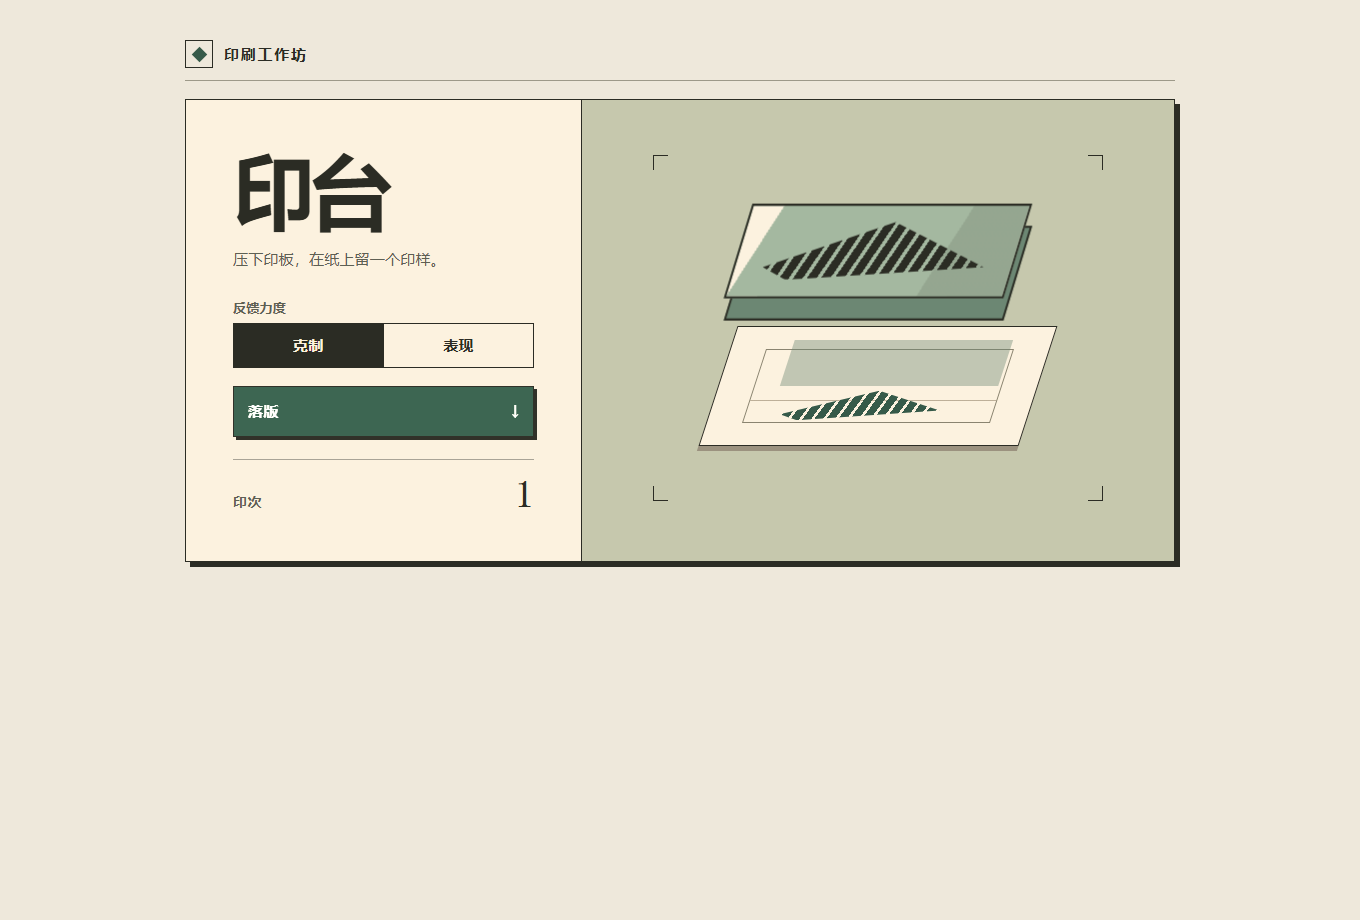 印刷工作坊
印台
压下印板，在纸上留一个印样。
反馈力度
克制 表现
落版 ↓
印次 1